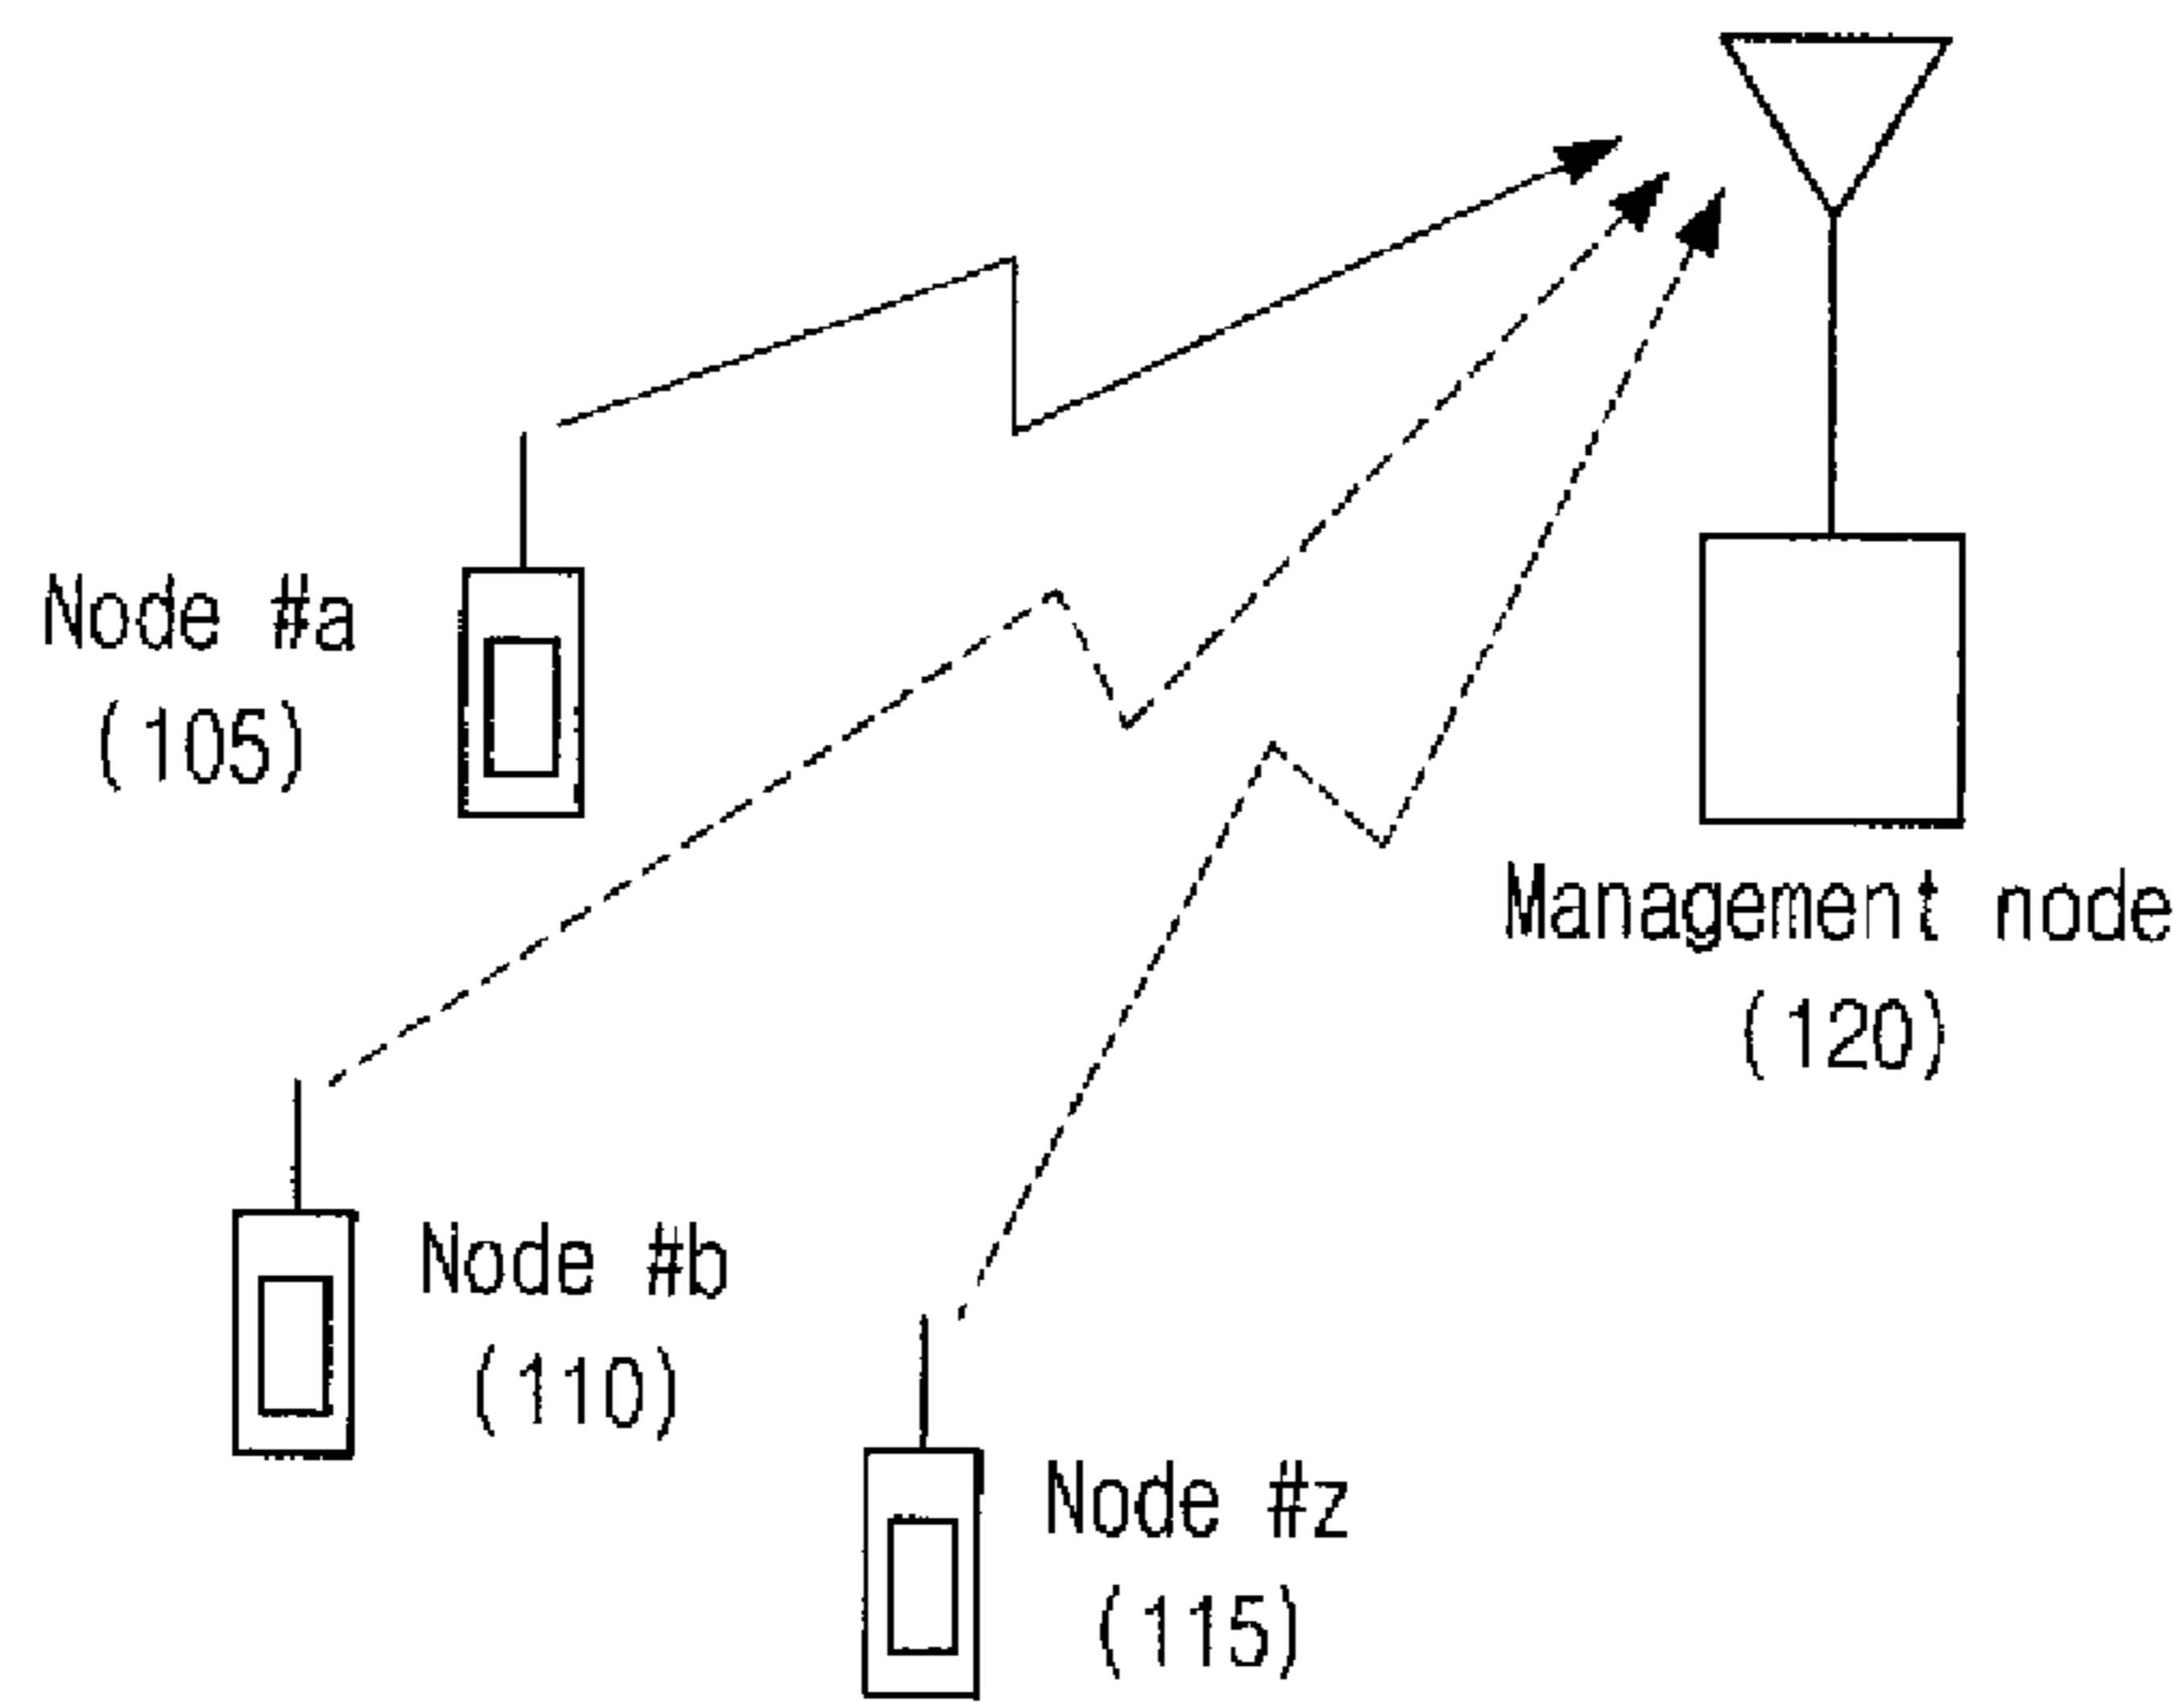 Node #a
(105)
Management node
(120)
Node #b
(110)
Node #z
(115)